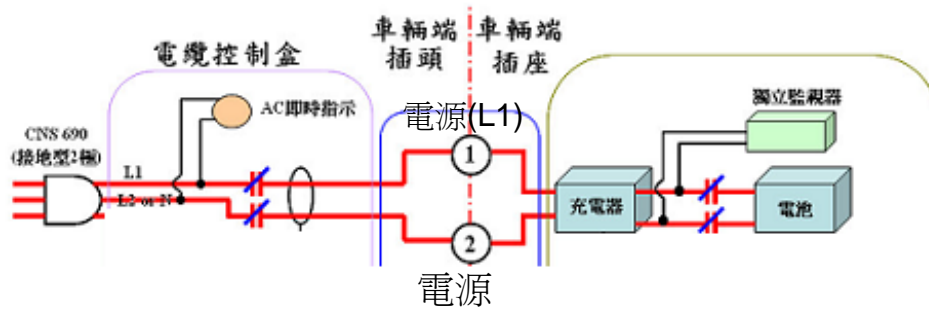 電纜控制盒
車輛端
插頭
車輛端
插座
AC即時指示
電源(L1)
獨立監視器
CNS 690
(接地型2極)
L1
L2 or N
1
充電器
電池
2
電源